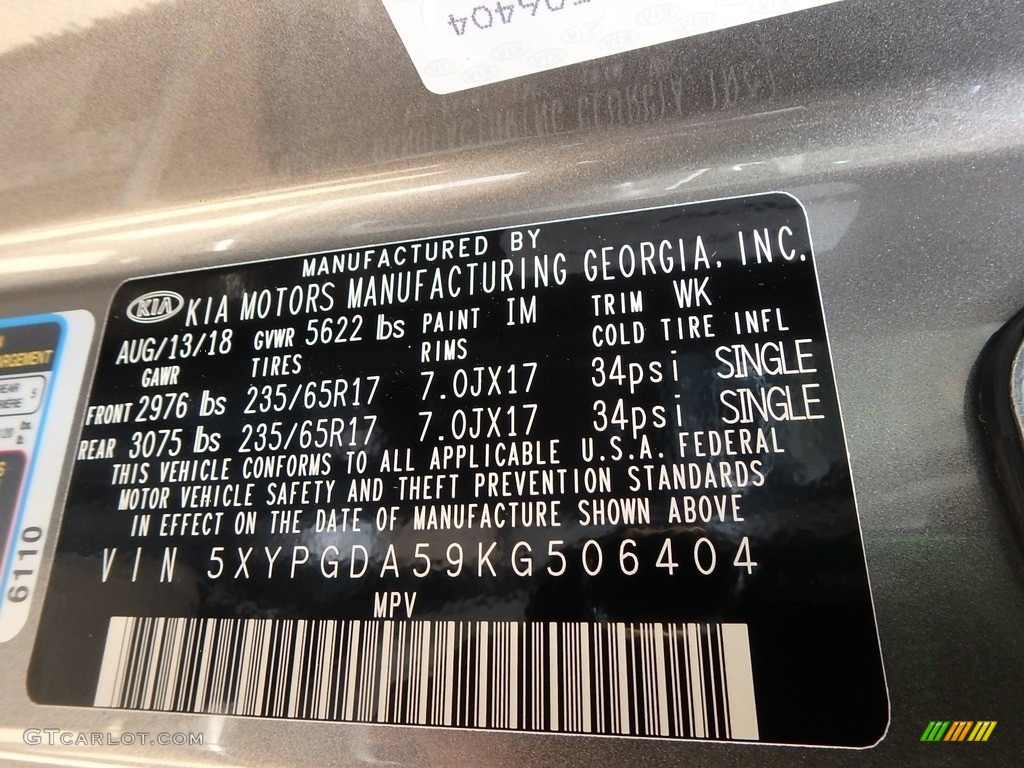 06404
MANUFACTURED BY
KIA KIA MOTORS MANUFACTURING GEORGIA, INC.
AUG/13/18 GVWR 5622 lbs PAINT IM TRIM WK
GAWR TIRES RIMS COLD TIRE INFL
FRONT 2976 lbs 235/65R17 7.0JX17 34psi SINGLE
REAR 3075 lbs 235/65R17 7.0JX17 34psi SINGLE
THIS VEHICLE CONFORMS TO ALL APPLICABLE U.S.A. FEDERAL
MOTOR VEHICLE SAFETY AND THEFT PREVENTION STANDARDS
IN EFFECT ON THE DATE OF MANUFACTURE SHOWN ABOVE
VIN 5XYPGDA59KG506404
MPV
6110
GTCARLOT.COM